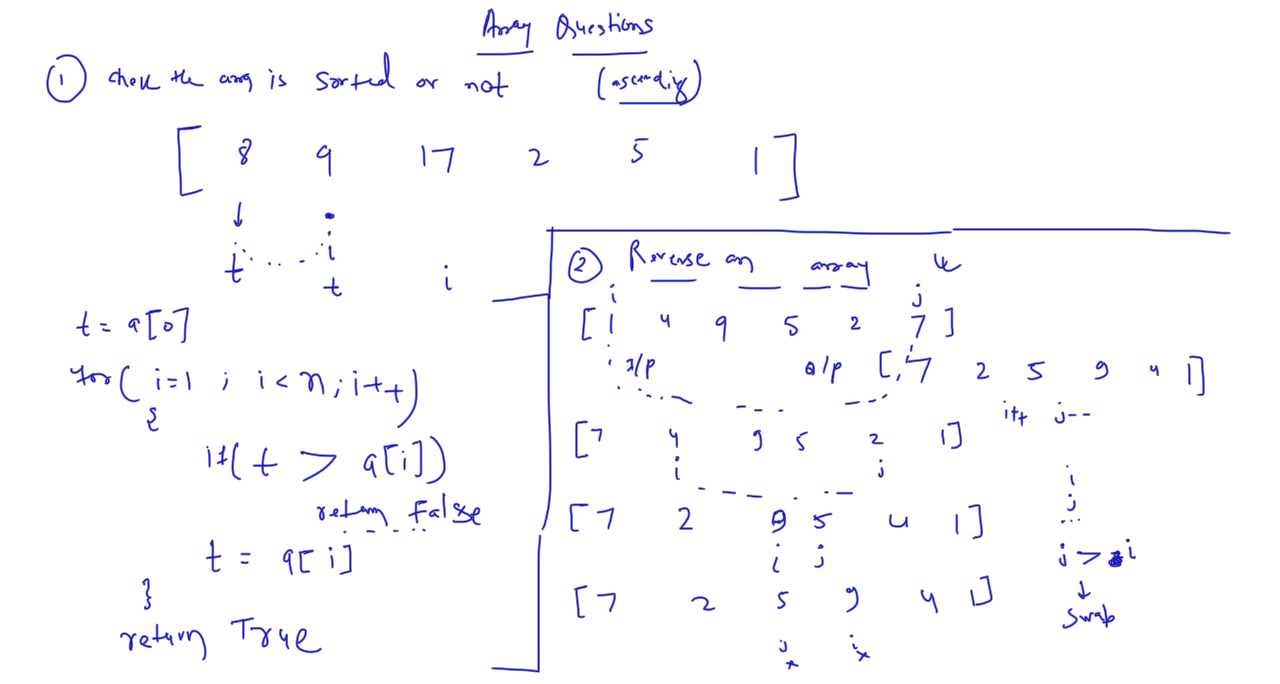 Array Questions
① check the array is sorted or not (ascending)
[ 8 9 17 2 5 1 ]
t i
t i
t = a[0]
for ( i=1 ; i<n ; i++)
{
if( t > a[i])
return False
t = a[i]
}
return True
② Reverse an array
i j
[ 1 4 9 5 2 7 ]
I/p O/p [ 7 2 5 9 4 1 ]
i++ j--
[ 7 4 9 5 2 1 ]
i j
[ 7 2 9 5 4 1 ]
i j
[ 7 2 5 9 4 1 ]
j i
x x
i
j
j > i
↓
Swap